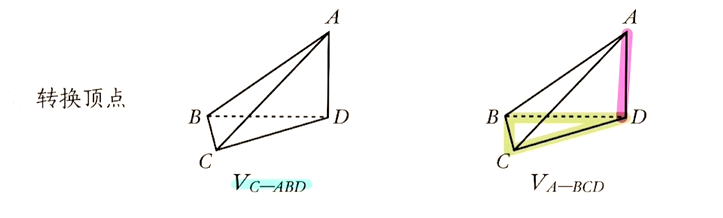 A A
转换顶点 B D B D
C C
V_{C—ABD} V_{A—BCD}